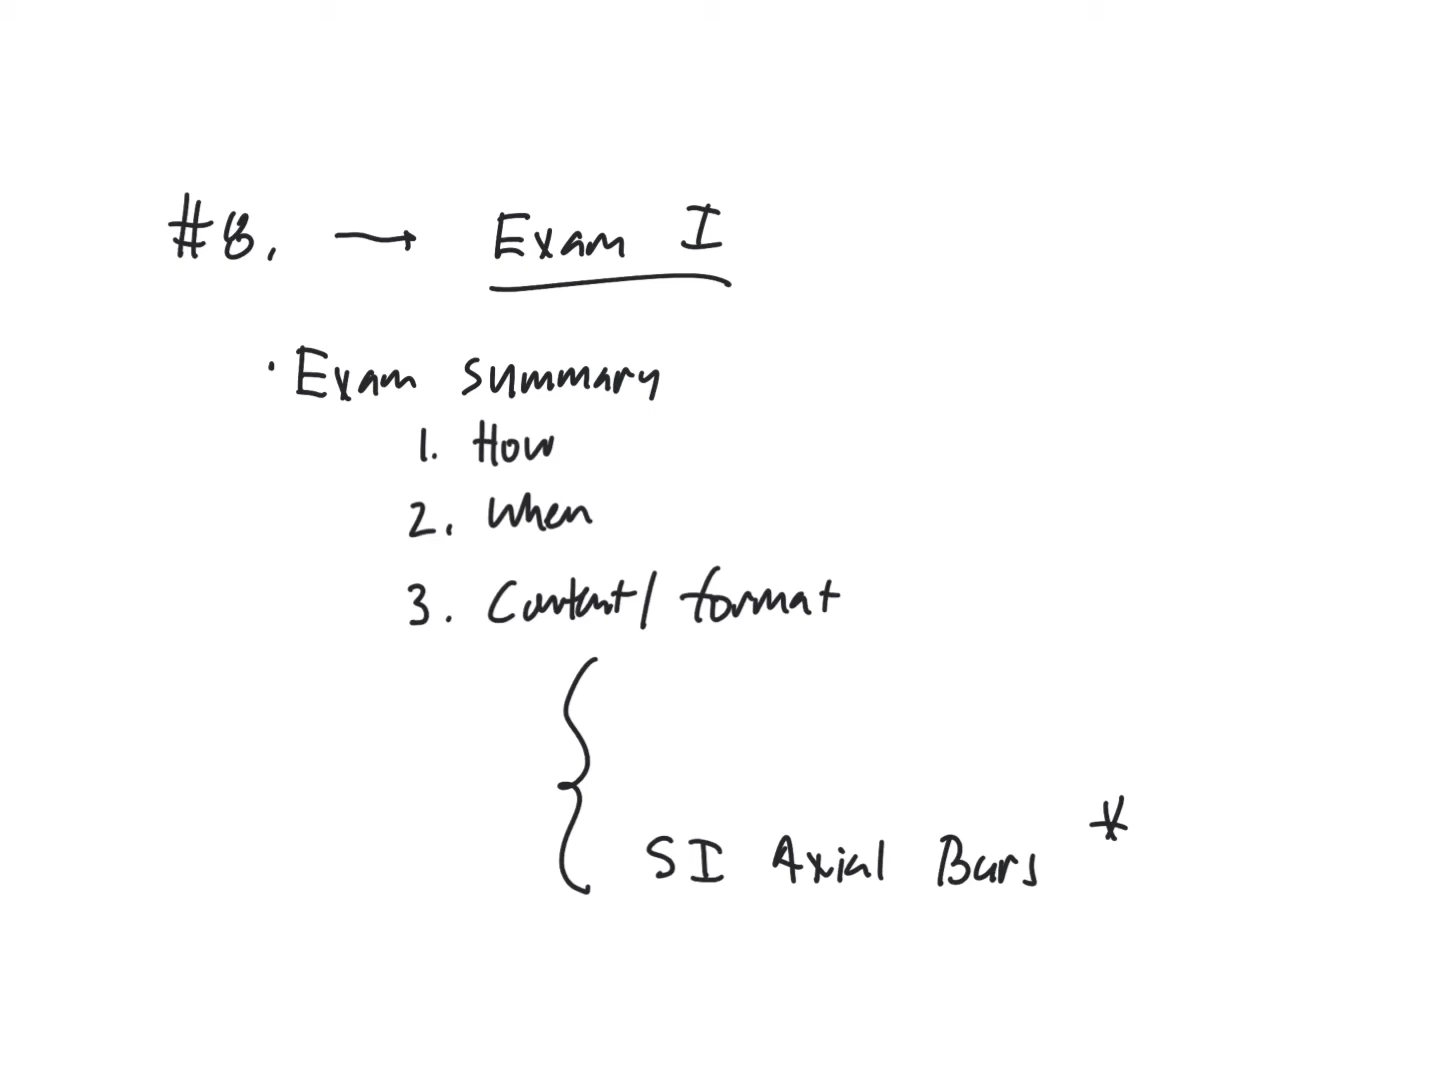 #8. → Exam I
· Exam summary
1. How
2. When
3. Content/ format
SI Axial Bars *